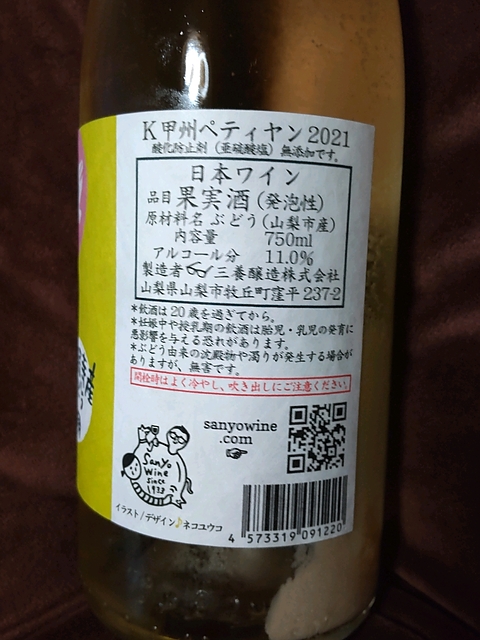 K甲州ペティヤン2021
酸化防止剤（亜硫酸塩）無添加です。
日本ワイン
品目 果実酒（発泡性）
原材料名 ぶどう（山梨市産）
内容量 750ml
アルコール分 11.0%
製造者 三養醸造株式会社
山梨県山梨市牧丘町窪平237-2
*飲酒は20歳を過ぎてから。
*妊娠中や授乳期の飲酒は胎児・乳児の発育に
悪影響を与える恐れがあります。
*ぶどう由来の沈殿物や濁りが発生する場合が
ありますが、無害です。
開栓時はよく冷やし、吹き出しにご注意ください。
sanyowine
.com
Sanyo
Wine
since
1933
イラスト/デザイン♪ネコユウコ
4 573319 091220